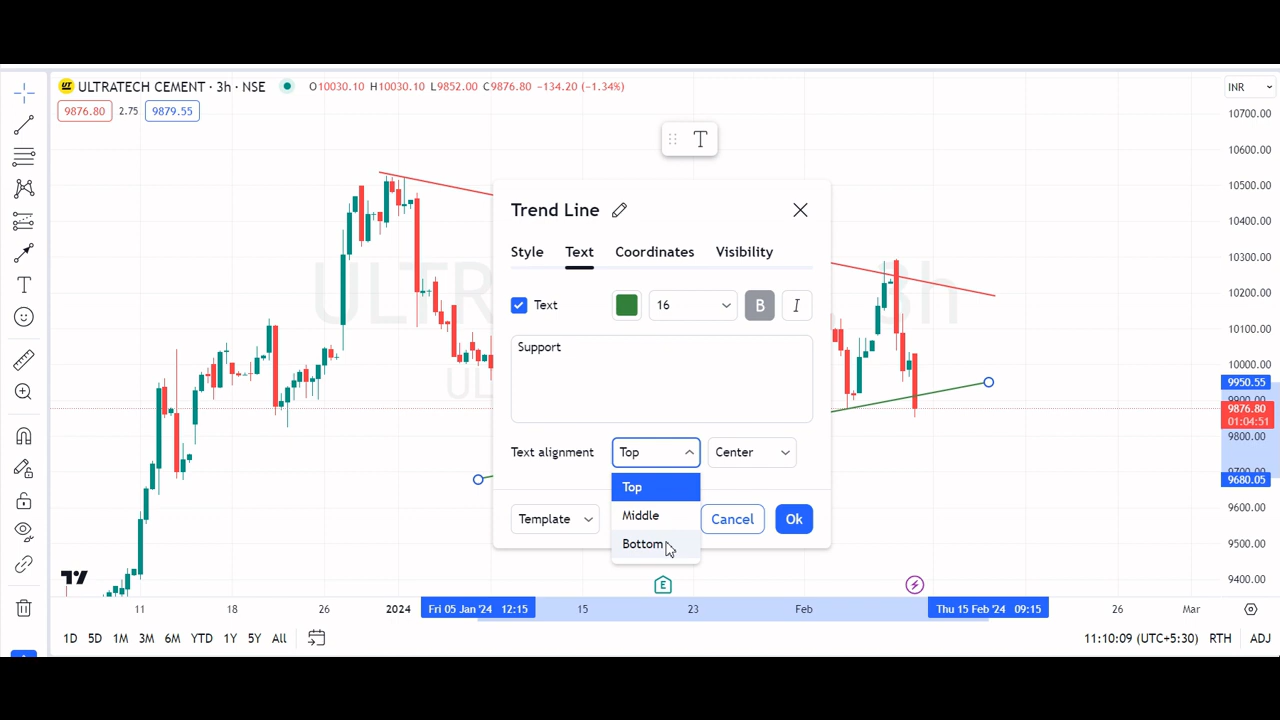 ULTRATECH CEMENT · 3h · NSE O10030.10 H10030.10 L9852.00 C9876.80 −134.20 (−1.34%)
INR
9876.80 2.75 9879.55
T
10700.00
10600.00
10500.00
10400.00
10300.00
10200.00
10100.00
10000.00
9950.55
9900.00
9876.80
01:04:51
9800.00
9700.00
9680.05
9600.00
9500.00
9400.00
Trend Line
Style Text Coordinates Visibility
Text 16 B I
Support
Text alignment Top Center
Top
Middle
Bottom
Template Cancel Ok
E
11 18 26 2024 Fri 05 Jan '24 12:15 15 23 Feb Thu 15 Feb '24 09:15 26 Mar
1D 5D 1M 3M 6M YTD 1Y 5Y All 11:10:09 (UTC+5:30) RTH ADJ